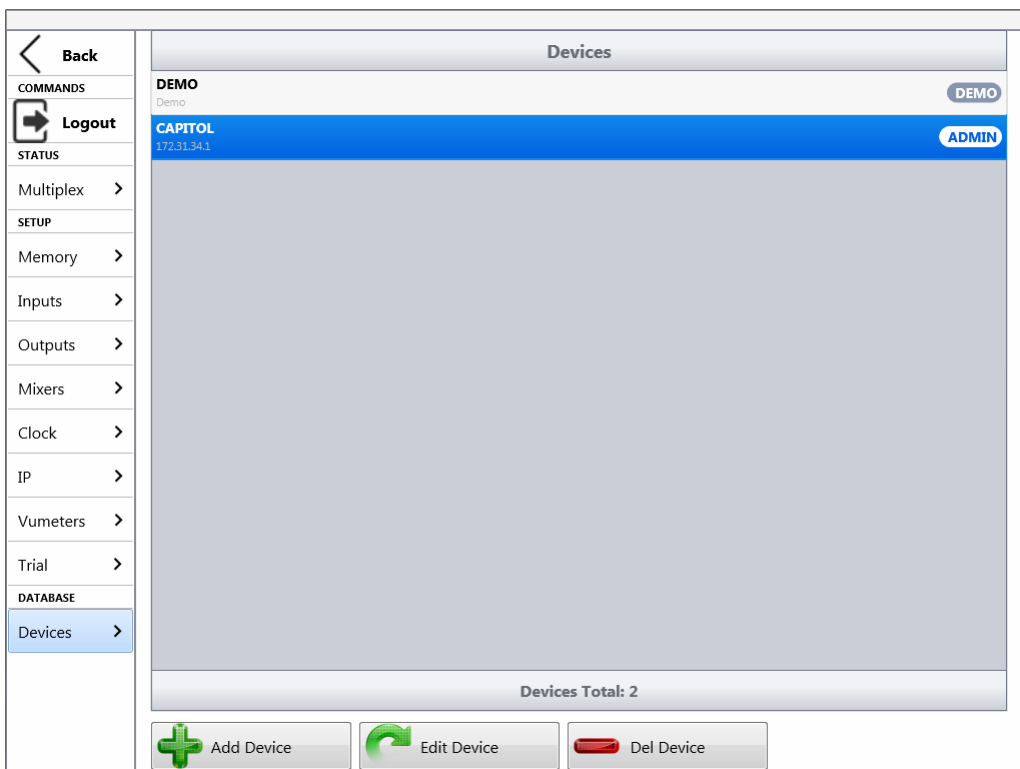 Back
COMMANDS
Logout
STATUS
Multiplex
SETUP
Memory
Inputs
Outputs
Mixers
Clock
IP
Vumeters
Trial
DATABASE
Devices
Devices
DEMO
Demo
DEMO
CAPITOL
172.31.34.1
ADMIN
Devices Total: 2
Add Device
Edit Device
Del Device